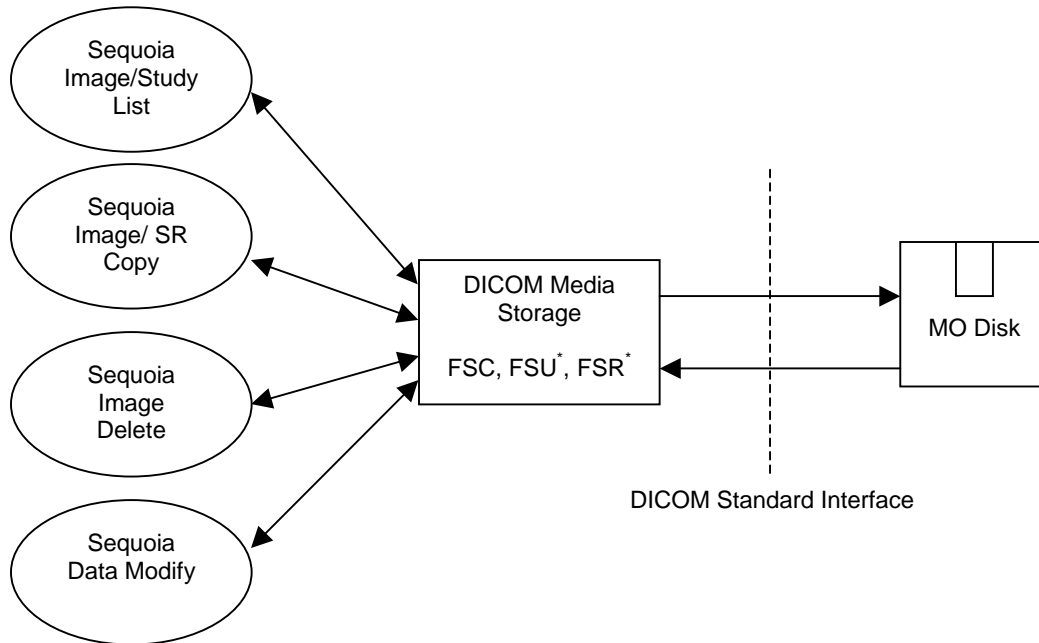 Sequoia
Image/Study
List
Sequoia
Image/ SR
Copy
Sequoia
Image
Delete
Sequoia
Data Modify
DICOM Media
Storage
FSC, FSU*, FSR*
MO Disk
DICOM Standard Interface